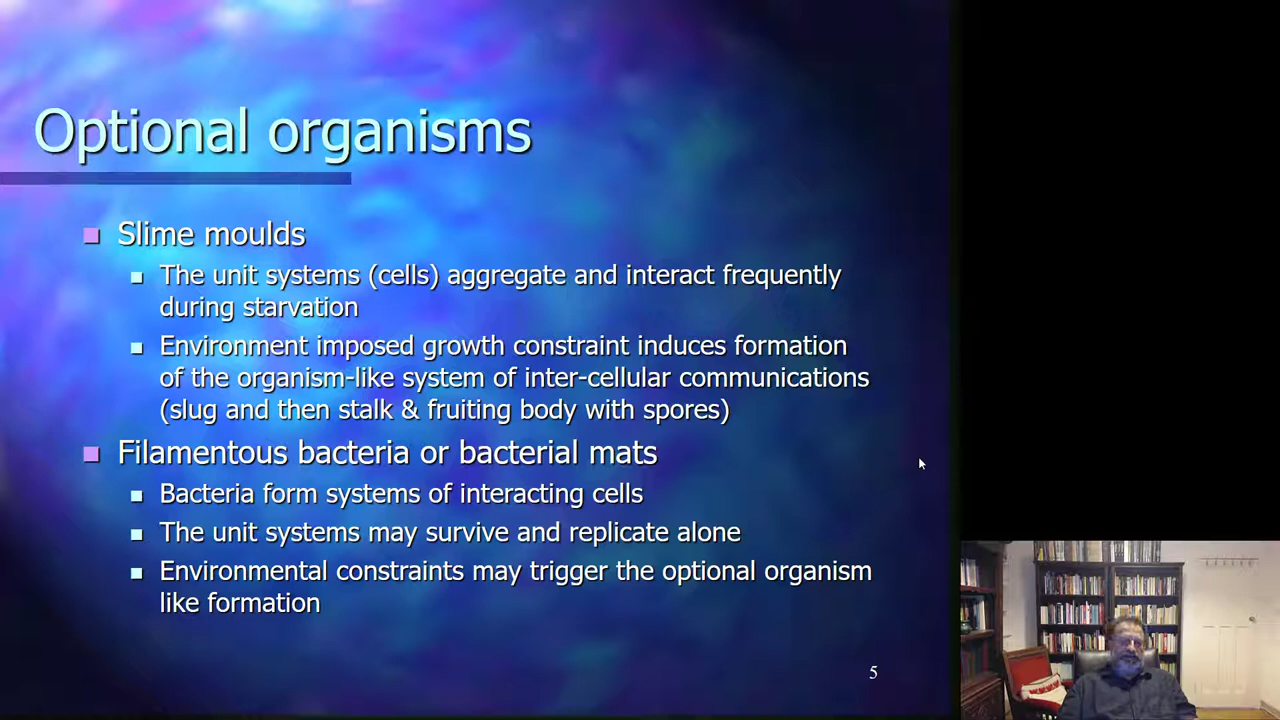 Optional organisms
Slime moulds
The unit systems (cells) aggregate and interact frequently
during starvation
Environment imposed growth constraint induces formation
of the organism-like system of inter-cellular communications
(slug and then stalk & fruiting body with spores)
Filamentous bacteria or bacterial mats
Bacteria form systems of interacting cells
The unit systems may survive and replicate alone
Environmental constraints may trigger the optional organism
like formation
5